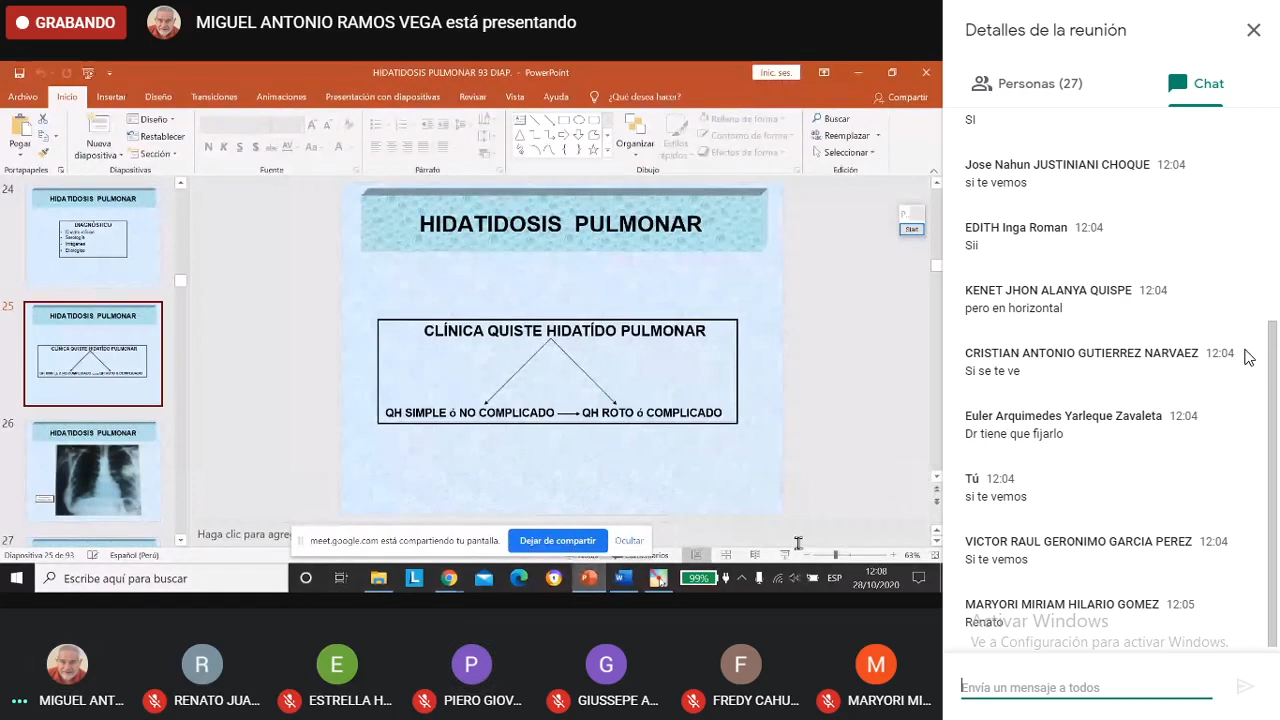 GRABANDO
MIGUEL ANTONIO RAMOS VEGA está presentando
HIDATIDOSIS PULMONAR 93 DIAP. - PowerPoint
Inic. ses.
Archivo Inicio Insertar Diseño Transiciones Animaciones Presentación con diapositivas Revisar Vista Ayuda ¿Qué desea hacer? Compartir
Pegar
Nueva diapositiva
Diseño
Restablecer
Sección
N K S S abc AV Aa A
Organizar
Estilos rápidos
Relleno de forma
Contorno de forma
Efectos de forma
Buscar
Reemplazar
Seleccionar
Portapapeles Fuente Párrafo Dibujo Edición
24
HIDATIDOSIS PULMONAR
DIAGNÓSTICO
25
HIDATIDOSIS PULMONAR
CLÍNICA QUISTE HIDATÍDO PULMONAR
26
HIDATIDOSIS PULMONAR
27
HIDATIDOSIS PULMONAR
CLÍNICA QUISTE HIDATÍDO PULMONAR
QH SIMPLE ó NO COMPLICADO
QH ROTO ó COMPLICADO
Haga clic para agre
meet.google.com está compartiendo tu pantalla.
Dejar de compartir
Ocultar
Diapositiva 25 de 93
Español (Perú)
Comentarios
63%
Escribe aquí para buscar
99%
ESP
12:08
28/10/2020
MIGUEL ANT...
R
RENATO JUA...
E
ESTRELLA H...
P
PIERO GIOV...
G
GIUSSEPE A...
F
FREDY CAHU...
M
MARYORI MI...
Detalles de la reunión
Personas (27)
Chat
SI
Jose Nahun JUSTINIANI CHOQUE 12:04
si te vemos
EDITH Inga Roman 12:04
Sii
KENET JHON ALANYA QUISPE 12:04
pero en horizontal
CRISTIAN ANTONIO GUTIERREZ NARVAEZ 12:04
Si se te ve
Euler Arquimedes Yarleque Zavaleta 12:04
Dr tiene que fijarlo
Tú 12:04
si te vemos
VICTOR RAUL GERONIMO GARCIA PEREZ 12:04
Si te vemos
MARYORI MIRIAM HILARIO GOMEZ 12:05
Renato
Activar Windows
Ve a Configuración para activar Windows.
Envía un mensaje a todos